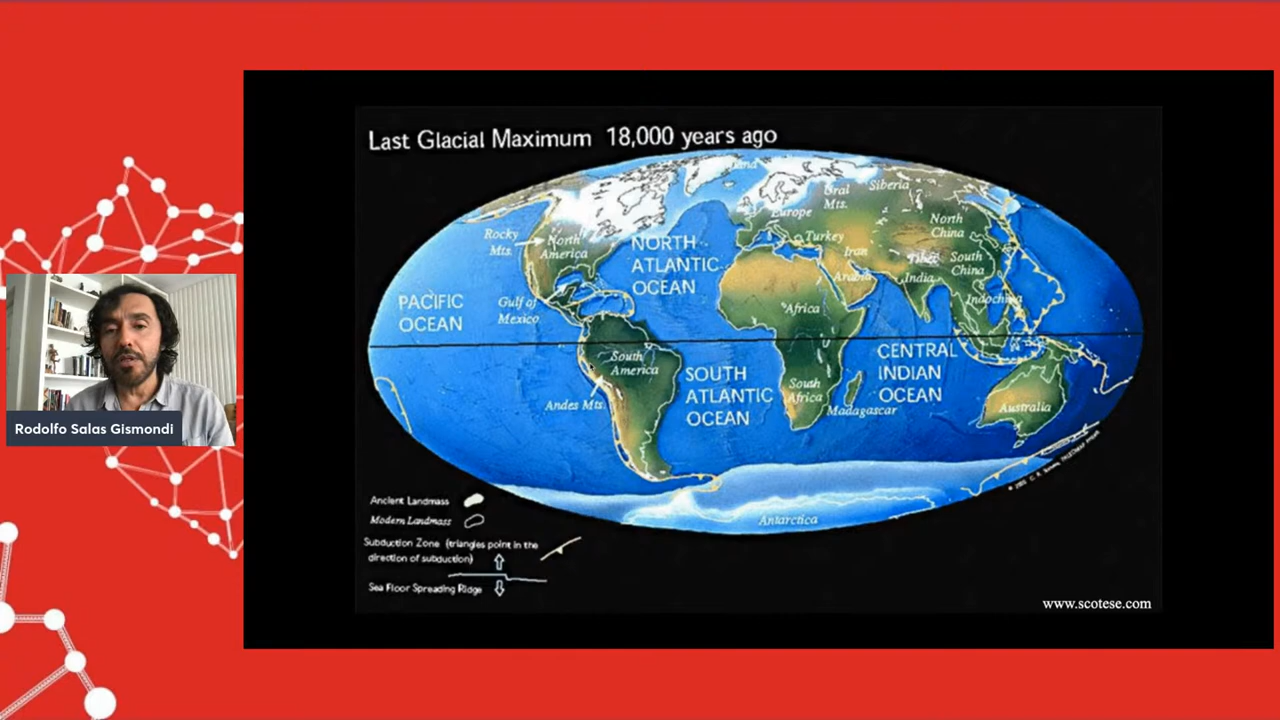 Last Glacial Maximum 18,000 years ago
Ural
Mts.
Siberia
Europe
North
China
Rocky
Mts.
North
America
NORTH
ATLANTIC
OCEAN
Turkey
Iran
Tibet
South
China
Arabia
India
PACIFIC
OCEAN
Gulf of
Mexico
Africa
Indochina
South
America
CENTRAL
INDIAN
OCEAN
SOUTH
ATLANTIC
OCEAN
South
Africa
Andes Mts.
Madagascar
Australia
Rodolfo Salas Gismondi
Ancient Landmass
Modern Landmass
Subduction Zone (triangles point in the
direction of subduction)
Sea Floor Spreading Ridge
Antarctica
www.scotese.com